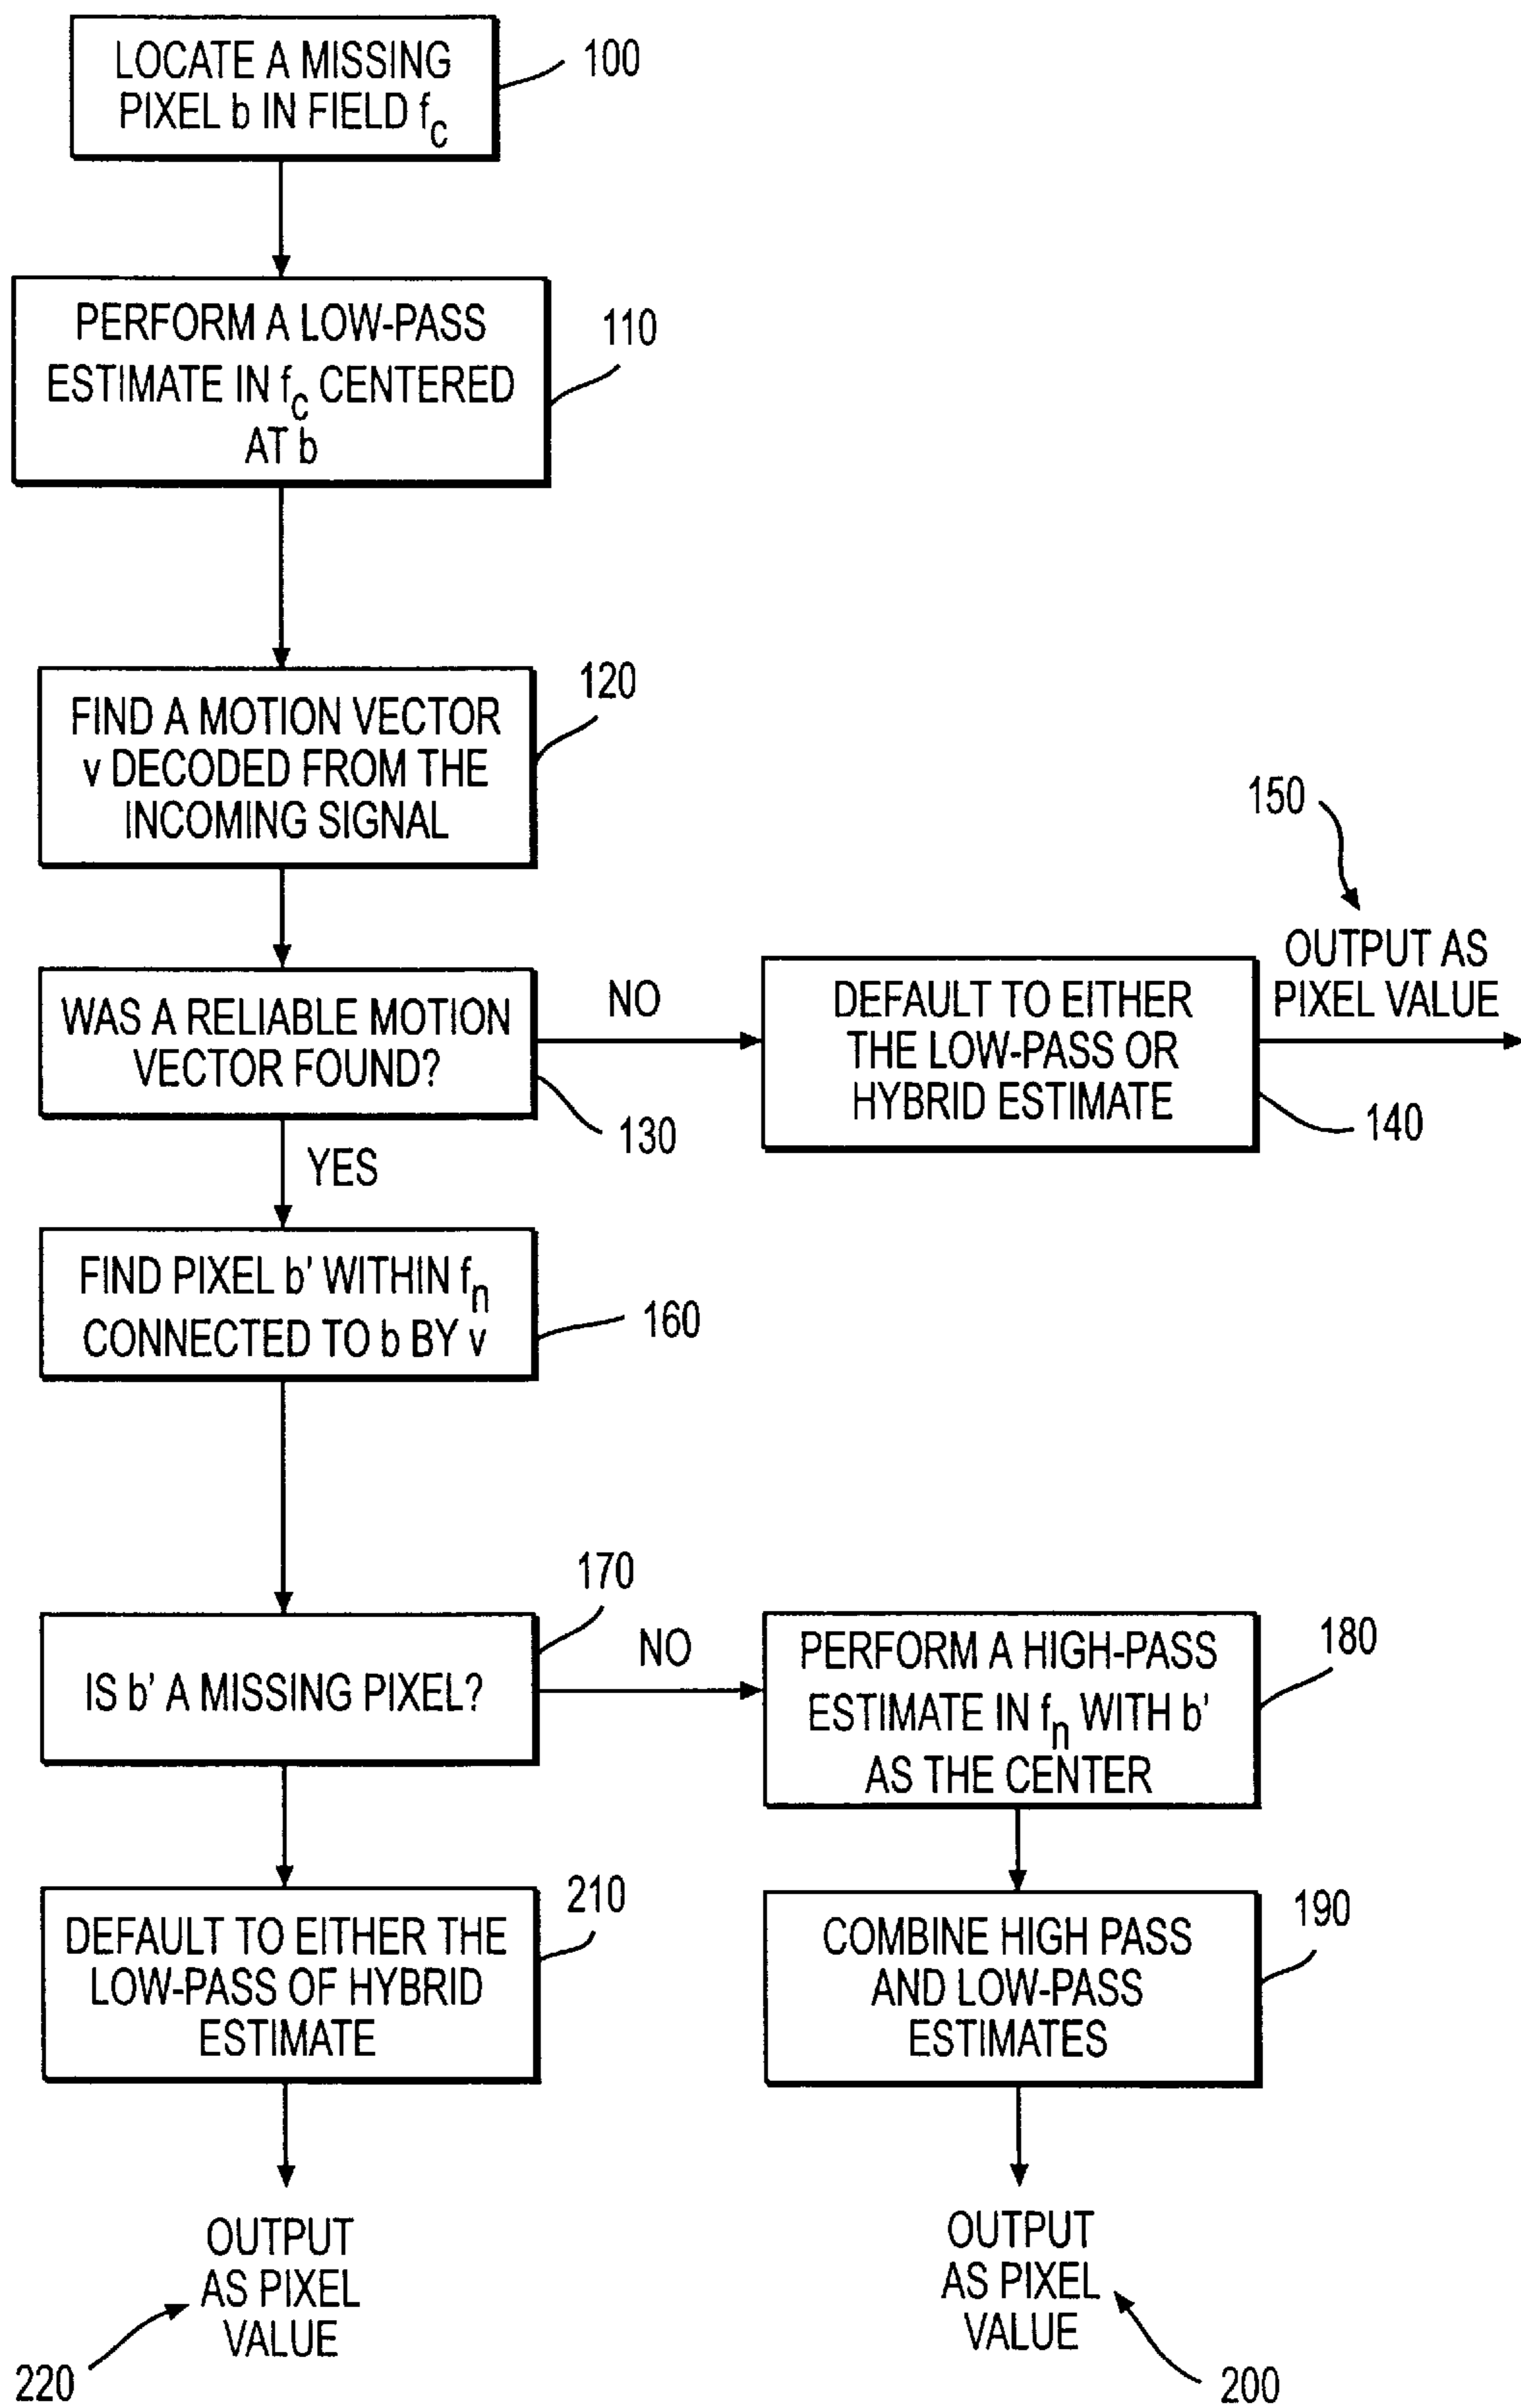 LOCATE A MISSING
PIXEL b IN FIELD fc
100
PERFORM A LOW-PASS
ESTIMATE IN fc CENTERED
AT b
110
FIND A MOTION VECTOR
v DECODED FROM THE
INCOMING SIGNAL
120
WAS A RELIABLE MOTION
VECTOR FOUND?
130
NO
DEFAULT TO EITHER
THE LOW-PASS OR
HYBRID ESTIMATE
140
150
OUTPUT AS
PIXEL VALUE
YES
FIND PIXEL b' WITHIN fn
CONNECTED TO b BY v
160
IS b' A MISSING PIXEL?
170
NO
PERFORM A HIGH-PASS
ESTIMATE IN fn WITH b'
AS THE CENTER
180
DEFAULT TO EITHER THE
LOW-PASS OF HYBRID
ESTIMATE
210
COMBINE HIGH PASS
AND LOW-PASS
ESTIMATES
190
OUTPUT
AS PIXEL
VALUE
220
OUTPUT
AS PIXEL
VALUE
200